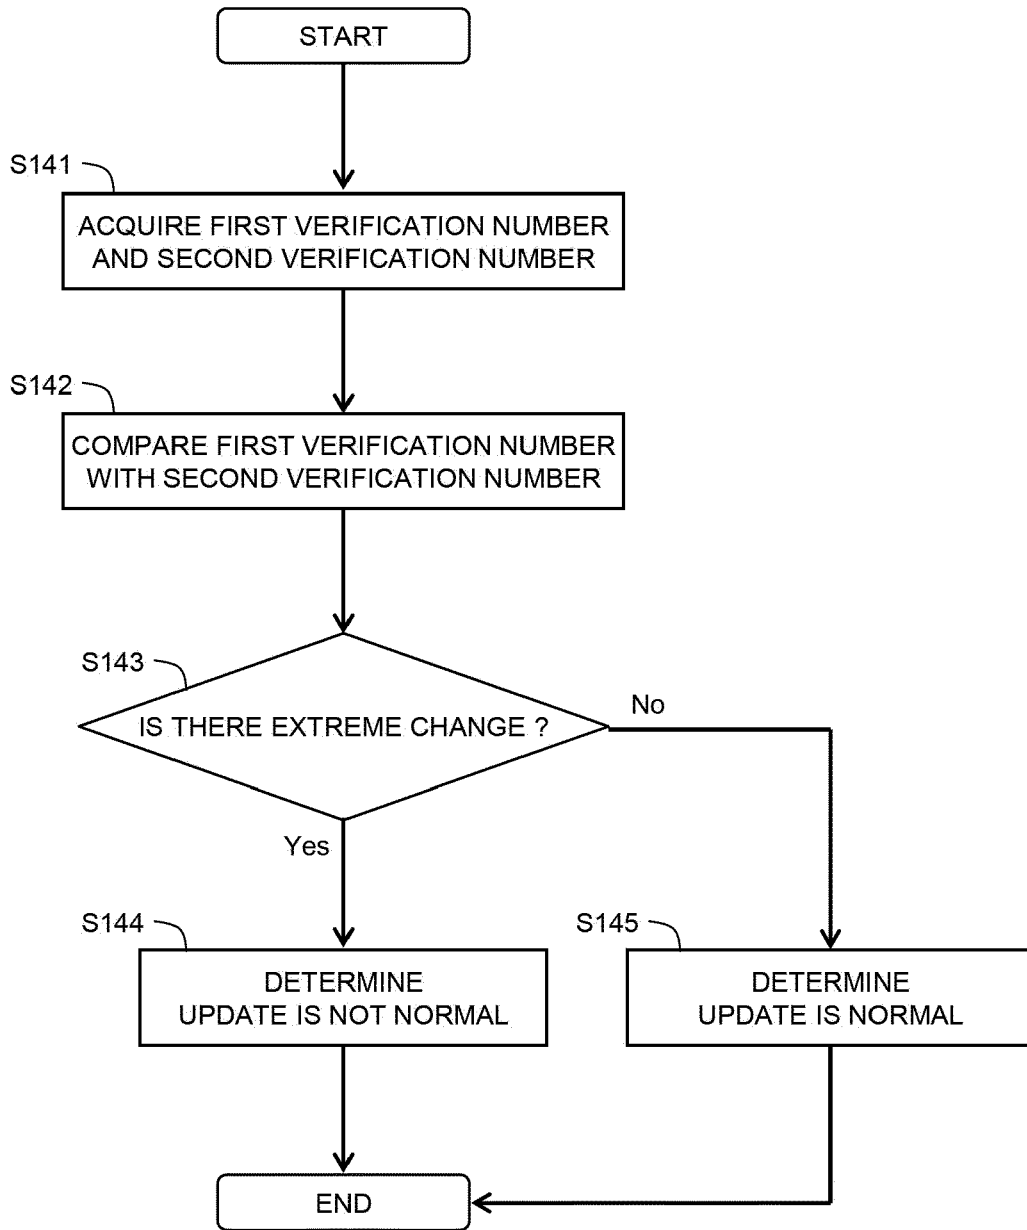 START
S141
ACQUIRE FIRST VERIFICATION NUMBER
AND SECOND VERIFICATION NUMBER
S142
COMPARE FIRST VERIFICATION NUMBER
WITH SECOND VERIFICATION NUMBER
S143
IS THERE EXTREME CHANGE ?
No
Yes
S144
DETERMINE
UPDATE IS NOT NORMAL
S145
DETERMINE
UPDATE IS NORMAL
END